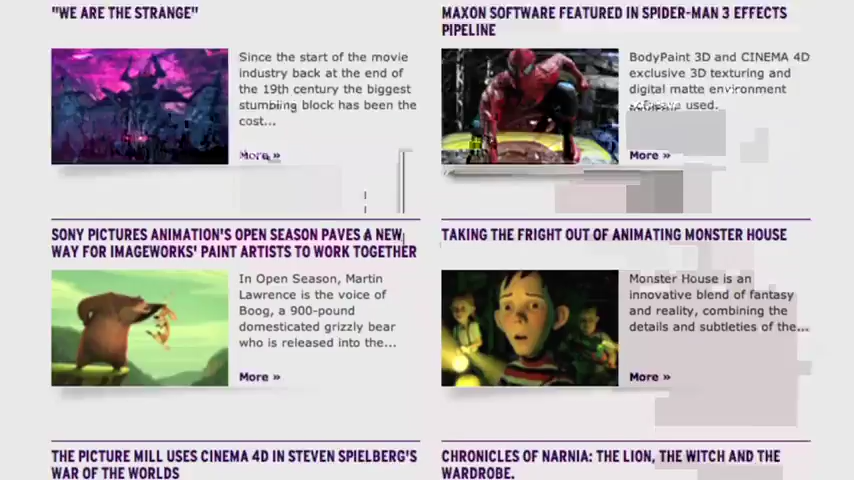 "WE ARE THE STRANGE"
Since the start of the movie
industry back at the end of
the 19th century the biggest
stumbling block has been the
cost...
More »
MAXON SOFTWARE FEATURED IN SPIDER-MAN 3 EFFECTS
PIPELINE
BodyPaint 3D and CINEMA 4D
exclusive 3D texturing and
digital matte environment
used.
More »
SONY PICTURES ANIMATION'S OPEN SEASON PAVES A NEW
WAY FOR IMAGEWORKS' PAINT ARTISTS TO WORK TOGETHER
In Open Season, Martin
Lawrence is the voice of
Boog, a 900-pound
domesticated grizzly bear
who is released into the...
More »
TAKING THE FRIGHT OUT OF ANIMATING MONSTER HOUSE
Monster House is an
innovative blend of fantasy
and reality, combining the
details and subtleties of the...
More »
THE PICTURE MILL USES CINEMA 4D IN STEVEN SPIELBERG'S
WAR OF THE WORLDS
CHRONICLES OF NARNIA: THE LION, THE WITCH AND THE
WARDROBE.